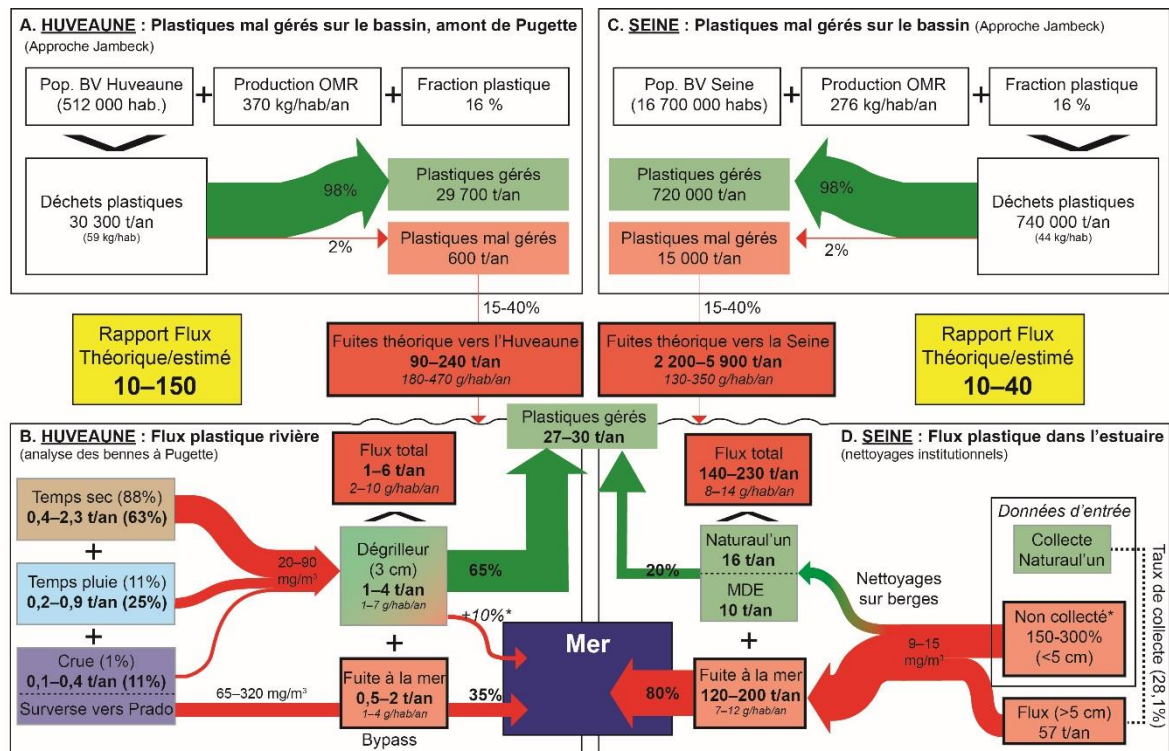 A. HUVEAUNE : Plastiques mal gérés sur le bassin, amont de Pugette
(Approche Jambeck)
Pop. BV Huveaune
(512 000 hab.)
+
Production OMR
370 kg/hab/an
+
Fraction plastique
16 %
Déchets plastiques
30 300 t/an
(59 kg/hab)
98%
2%
Plastiques gérés
29 700 t/an
Plastiques mal gérés
600 t/an
C. SEINE : Plastiques mal gérés sur le bassin (Approche Jambeck)
Pop. BV Seine
(16 700 000 habs)
+
Production OMR
276 kg/hab/an
+
Fraction plastique
16 %
Plastiques gérés
720 000 t/an
Plastiques mal gérés
15 000 t/an
98%
2%
Déchets plastiques
740 000 t/an
(44 kg/hab)
15-40%
15-40%
Rapport Flux
Théorique/estimé
10–150
Fuites théorique vers l'Huveaune
90–240 t/an
180-470 g/hab/an
Fuites théorique vers la Seine
2 200–5 900 t/an
130-350 g/hab/an
Rapport Flux
Théorique/estimé
10–40
Plastiques gérés
27–30 t/an
B. HUVEAUNE : Flux plastique rivière
(analyse des bennes à Pugette)
Flux total
1–6 t/an
2–10 g/hab/an
Temps sec (88%)
0,4–2,3 t/an (63%)
+
Temps pluie (11%)
0,2–0,9 t/an (25%)
+
Crue (1%)
0,1–0,4 t/an (11%)
Surverse vers Prado
20–90
mg/m³
Dégrilleur
(3 cm)
1–4 t/an
1–7 g/hab/an
65%
+10%*
+
65–320 mg/m³
Fuite à la mer
0,5–2 t/an
1–4 g/hab/an
35%
Bypass
Mer
D. SEINE : Flux plastique dans l'estuaire
(nettoyages institutionnels)
Flux total
140–230 t/an
8–14 g/hab/an
Naturaul'un
16 t/an
MDE
10 t/an
20%
+
Fuite à la mer
120–200 t/an
7–12 g/hab/an
80%
Nettoyages
sur berges
9–15
mg/m³
Données d'entrée
Collecte
Naturaul'un
Non collecté*
150-300%
(<5 cm)
Flux (>5 cm)
57 t/an
Taux de collecte (28,1%)